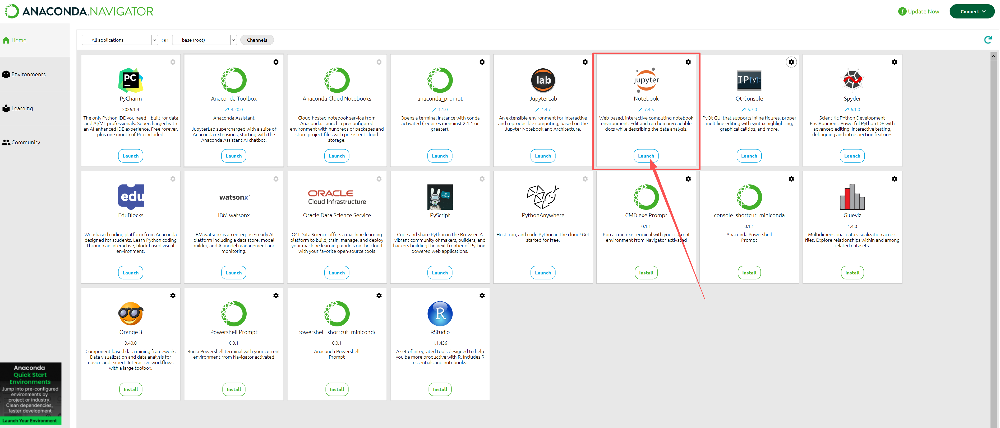 ANACONDA.NAVIGATOR
i Update Now
Connect
Home
Environments
Learning
Community
All applications
on
base (root)
Channels
PC
PyCharm
2026.1.4
The only Python IDE you need – built for data
and AI/ML professionals. Supercharged with
an AI-enhanced IDE experience. Free forever,
plus one month of Pro included.
Launch
Anaconda Toolbox
4.20.0
Anaconda Assistant
JupyterLab supercharged with a suite of
Anaconda extensions, starting with the
Anaconda Assistant AI chatbot.
Launch
Anaconda Cloud Notebooks
Cloud-hosted notebook service from
Anaconda. Launch a preconfigured
environment with hundreds of packages and
store project files with persistent cloud
storage.
Launch
anaconda_prompt
1.1.0
Opens a terminal instance with conda
activated (requires menuinst 2.1.1 or
greater).
Launch
lab
JupyterLab
4.4.7
An extensible environment for interactive
and reproducible computing, based on the
Jupyter Notebook and Architecture.
Launch
jupyter
Notebook
7.4.5
Web-based, interactive computing notebook
environment. Edit and run human-readable
docs while describing the data analysis.
Launch
IP[y]:
Qt Console
5.7.0
PyQt GUI that supports inline figures, proper
multiline editing with syntax highlighting,
graphical calltips, and more.
Launch
Spyder
6.1.0
Scientific PYthon Development
EnviRonment. Powerful Python IDE with
advanced editing, interactive testing,
debugging and introspection features
Launch
edu
EduBlocks
Web-based coding platform from Anaconda
designed for students. Learn Python coding
through an interactive, block-based visual
environment.
Launch
watsonx™
IBM watsonx
IBM watsonx is an enterprise-ready AI
platform including a data store, model
builder, and AI model management and
monitoring.
Launch
ORACLE
Cloud Infrastructure
Oracle Data Science Service
OCI Data Science offers a machine learning
platform to build, train, manage, and deploy
your machine learning models on the cloud
with your favorite open-source tools
Launch
pyscript
PyScript
Code and share Python in the Browser. A
vibrant community of makers, builders, and
hackers building the next frontier of Python-
powered web applications.
Launch
PythonAnywhere
Host, run, and code Python in the cloud! Get
started for free.
Launch
CMD.exe Prompt
0.1.1
Run a cmd.exe terminal with your current
environment from Navigator activated
Install
console_shortcut_miniconda
0.1.1
Anaconda Powershell
Prompt
Install
Glueviz
1.4.0
Multidimensional data visualization across
files. Explore relationships within and among
related datasets.
Install
Orange 3
3.40.0
Component based data mining framework.
Data visualization and data analysis for
novice and expert. Interactive workflows
with a large toolbox.
Install
Powershell Prompt
0.0.1
Run a Powershell terminal with your current
environment from Navigator activated
Install
powershell_shortcut_miniconda
0.0.1
Anaconda Powershell
Prompt
Install
R
RStudio
1.1.456
A set of integrated tools designed to help
you be more productive with R. Includes R
essentials and notebooks.
Install
Anaconda
Quick Start
Environments
Jump into pre-configured
environments by
project or industry.
Clean dependencies,
faster development
Launch Your Environment